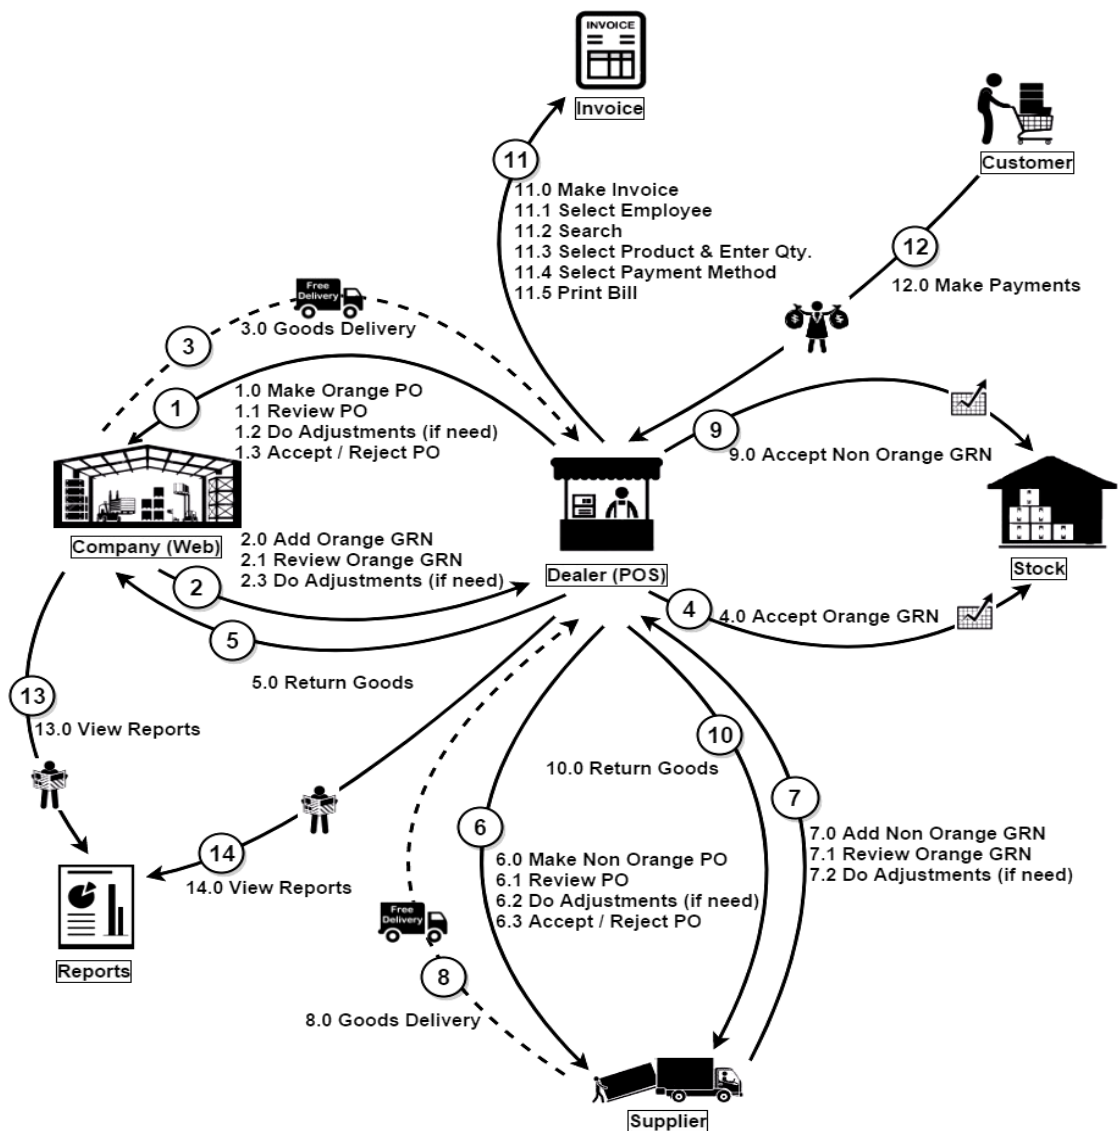 INVOICE
Invoice
Customer
11
11.0 Make Invoice
11.1 Select Employee
11.2 Search
11.3 Select Product & Enter Qty.
11.4 Select Payment Method
11.5 Print Bill
12
12.0 Make Payments
Free
Delivery
3.0 Goods Delivery
3
1
1.0 Make Orange PO
1.1 Review PO
1.2 Do Adjustments (if need)
1.3 Accept / Reject PO
$ $
9
9.0 Accept Non Orange GRN
Company (Web)
2.0 Add Orange GRN
2.1 Review Orange GRN
2.3 Do Adjustments (if need)
2
Dealer (POS)
Stock
4
4.0 Accept Orange GRN
5
5.0 Return Goods
13
13.0 View Reports
10
10.0 Return Goods
7
7.0 Add Non Orange GRN
7.1 Review Orange GRN
7.2 Do Adjustments (if need)
6
6.0 Make Non Orange PO
6.1 Review PO
6.2 Do Adjustments (if need)
6.3 Accept / Reject PO
14
14.0 View Reports
Reports
Free
Delivery
8
8.0 Goods Delivery
Supplier